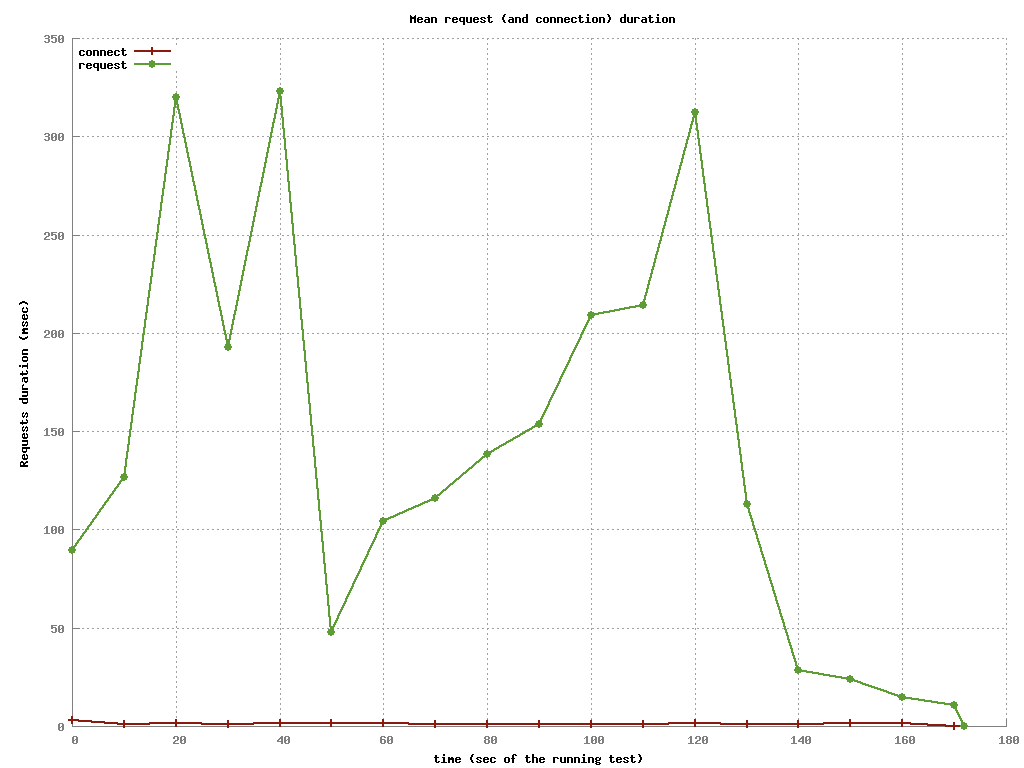 Mean request (and connection) duration
350
connect
request
300
250
200
150
100
50
0
Requests duration (msec)
0 20 40 60 80 100 120 140 160 180
time (sec of the running test)